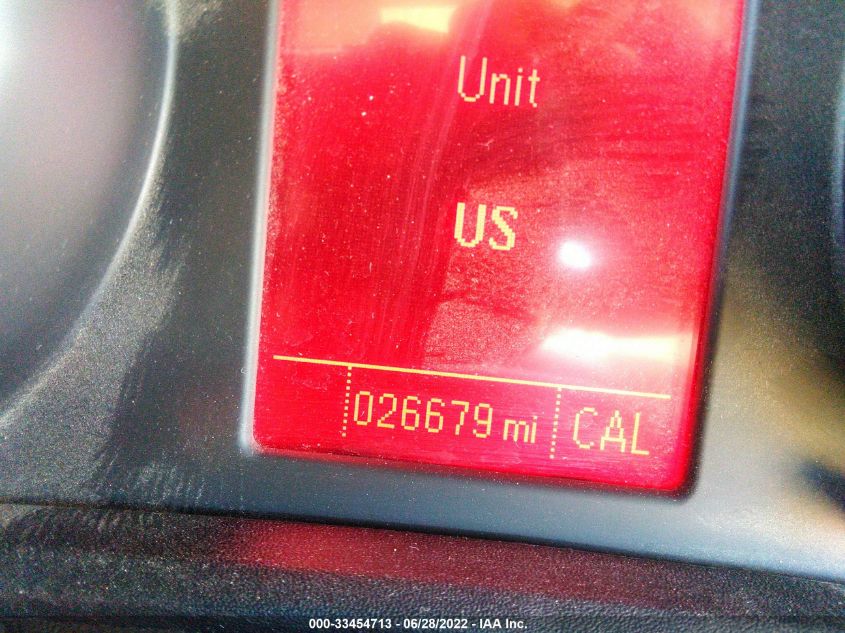 Unit
US
026679 mi CAL
000-33454713 - 06/28/2022 - IAA Inc.